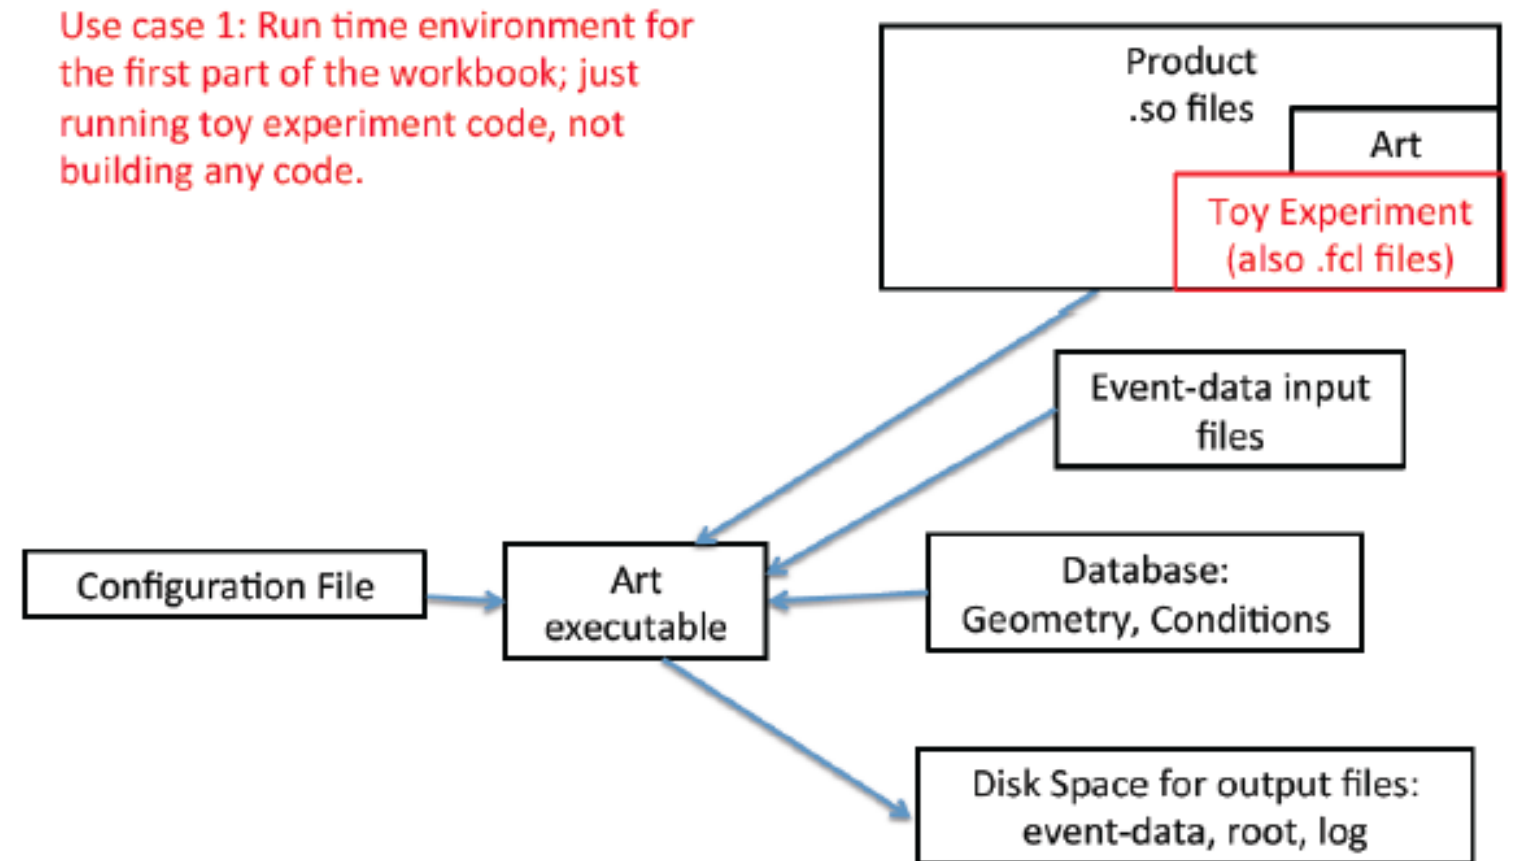 Use case 1: Run time environment for
the first part of the workbook; just
running toy experiment code, not
building any code.
Product
.so files
Art
Toy Experiment
(also .fcl files)
Event-data input
files
Configuration File
Art
executable
Database:
Geometry, Conditions
Disk Space for output files:
event-data, root, log